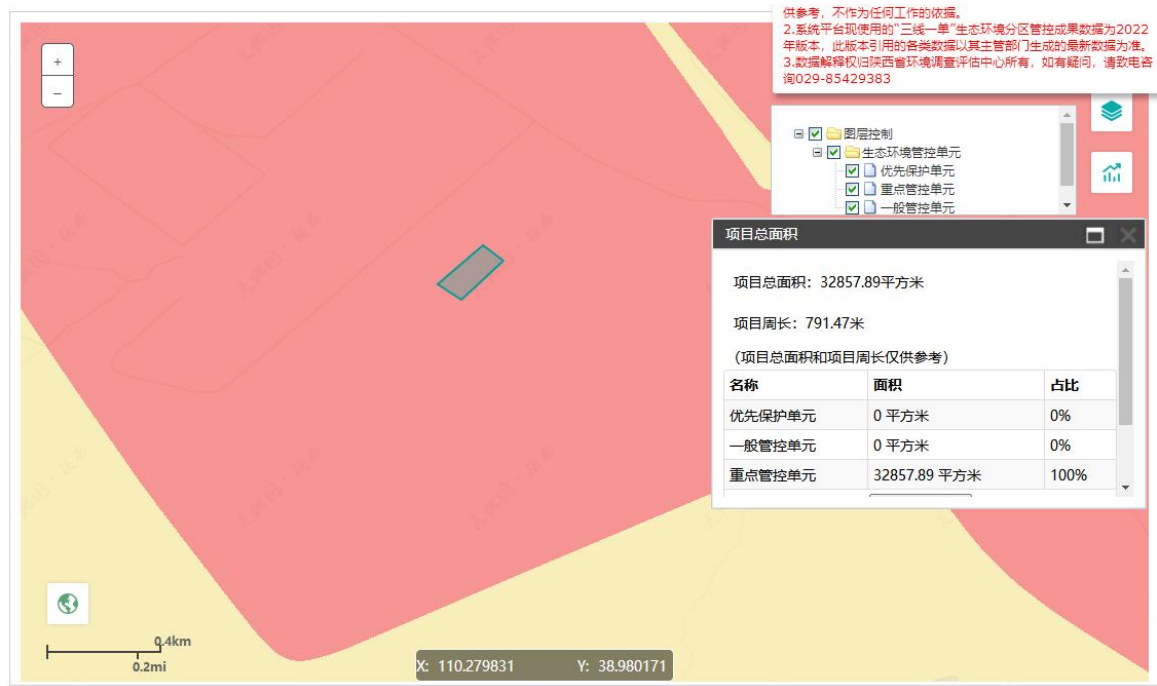 供参考，不作为任何工作的依据。
2.系统平台现使用的“三线一单”生态环境分区管控成果数据为2022
年版本，此版本引用的各类数据以其主管部门生成的最新数据为准。
3.数据解释权归陕西省环境调查评估中心所有，如有疑问，请致电咨
询029-85429383
+
−
图层控制
生态环境管控单元
优先保护单元
重点管控单元
一般管控单元
项目总面积
项目总面积：32857.89平方米
项目周长：791.47米
（项目总面积和项目周长仅供参考）
名称 面积 占比
优先保护单元 0 平方米 0%
一般管控单元 0 平方米 0%
重点管控单元 32857.89 平方米 100%
0.4km
0.2mi
X: 110.279831 Y: 38.980171